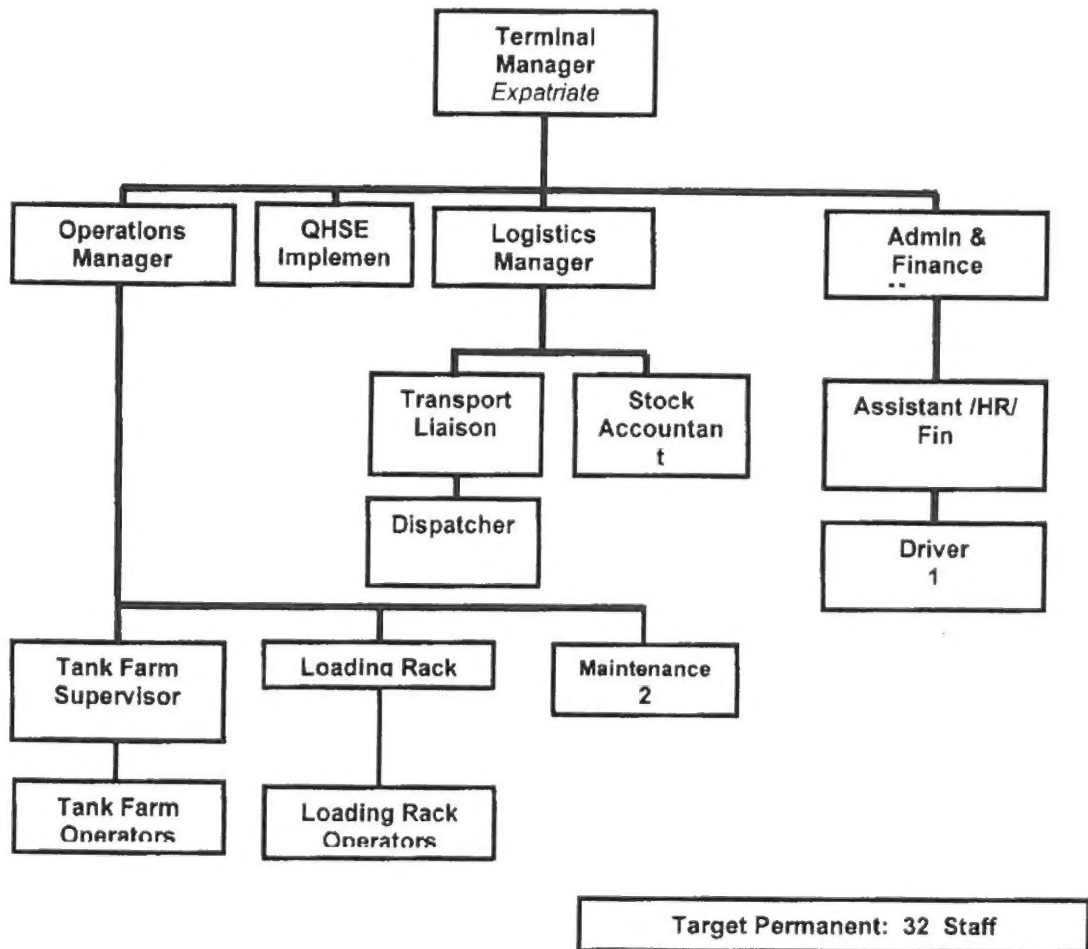 Terminal
Manager
Expatriate
Operations
Manager
QHSE
Implemen
Logistics
Manager
Admin &
Finance
Transport
Liaison
Stock
Accountan
t
Assistant /HR/
Fin
Dispatcher
Driver
1
Tank Farm
Supervisor
Loading Rack
Maintenance
2
Tank Farm
Operators
Loading Rack
Operators
Target Permanent: 32 Staff